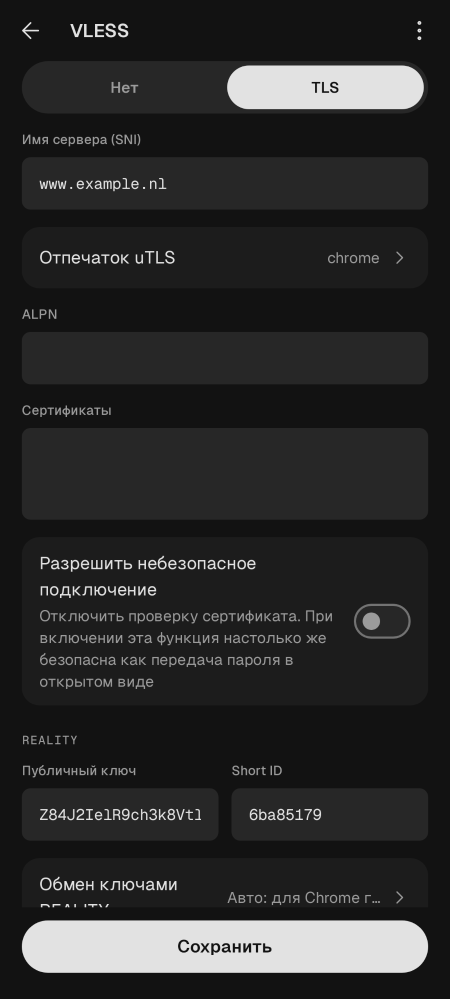 VLESS
Нет
TLS
Имя сервера (SNI)
www.example.nl
Отпечаток uTLS
chrome
ALPN
Сертификаты
Разрешить небезопасное
подключение
Отключить проверку сертификата. При
включении эта функция настолько же
безопасна как передача пароля в
открытом виде
REALITY
Публичный ключ
Short ID
Z84J2IelR9ch3k8Vtl
6ba85179
Обмен ключами
REALITY
Авто: для Chrome г…
Сохранить